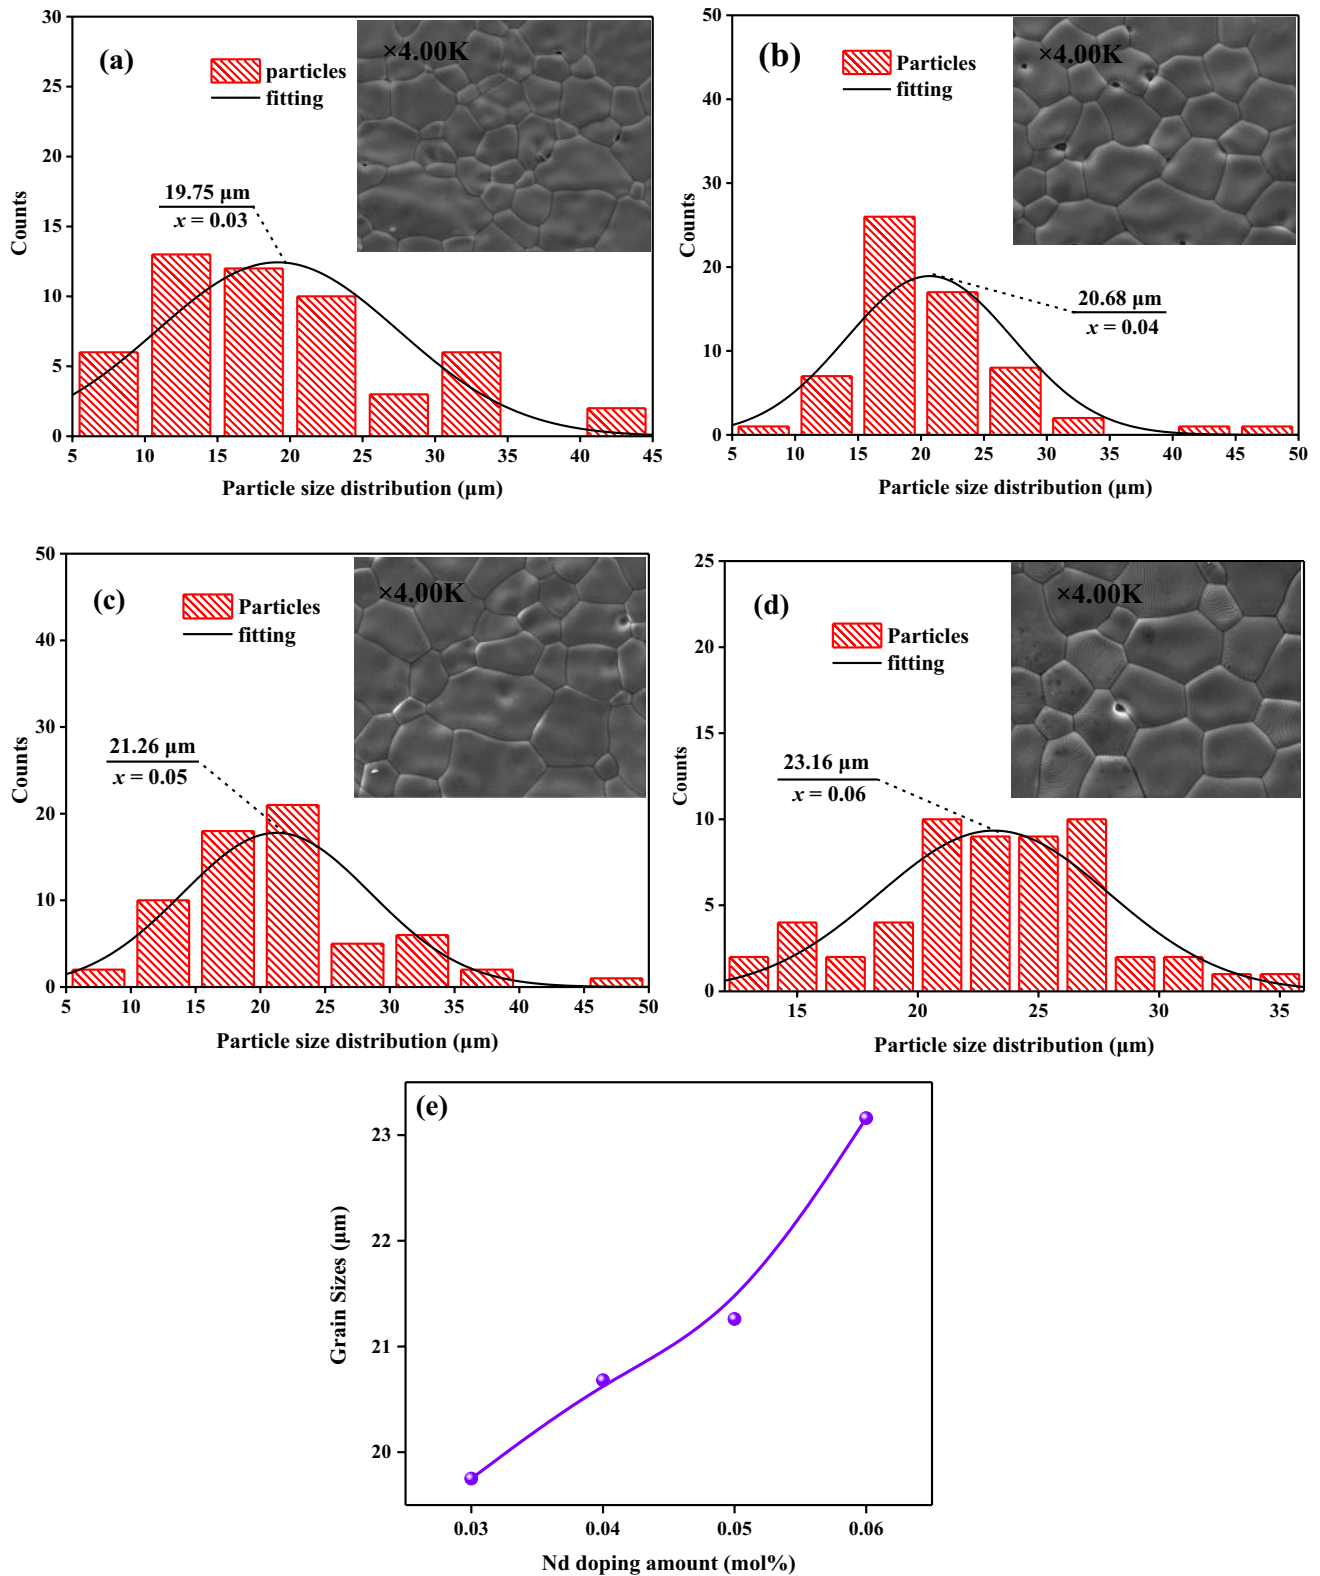 (a)
particles
fitting
×4.00K
19.75 μm
x = 0.03
Counts
0
5
10
15
20
25
30
5 10 15 20 25 30 35 40 45
Particle size distribution (μm)
(b)
Particles
fitting
×4.00K
20.68 μm
x = 0.04
Counts
0
10
20
30
40
50
5 10 15 20 25 30 35 40 45 50
Particle size distribution (μm)
(c)
Particles
fitting
×4.00K
21.26 μm
x = 0.05
Counts
0
10
20
30
40
50
5 10 15 20 25 30 35 40 45 50
Particle size distribution (μm)
(d)
Particles
fitting
×4.00K
23.16 μm
x = 0.06
Counts
0
5
10
15
20
25
15 20 25 30 35
Particle size distribution (μm)
(e)
Grain Sizes (μm)
20
21
22
23
0.03 0.04 0.05 0.06
Nd doping amount (mol%)